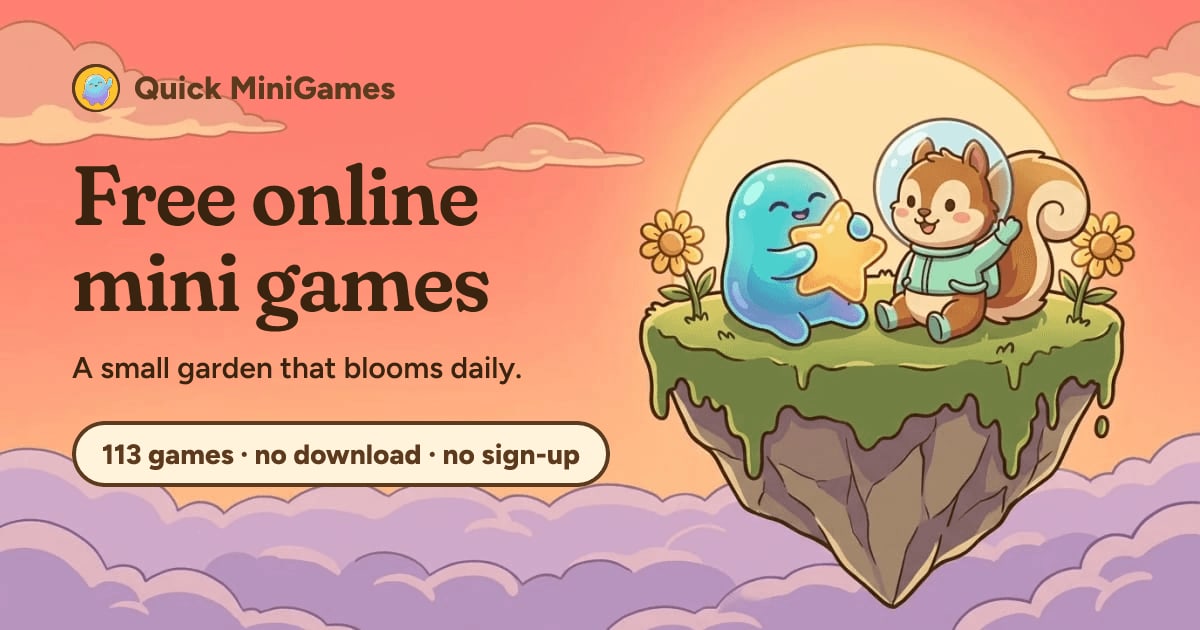 Quick MiniGames
Free online
mini games
A small garden that blooms daily.
113 games · no download · no sign-up